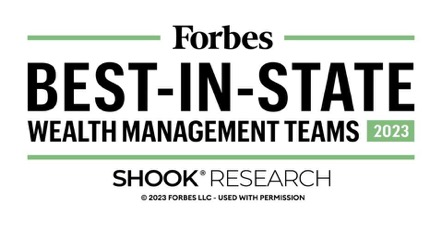 Forbes
BEST-IN-STATE
WEALTH MANAGEMENT TEAMS 2023
SHOOK® RESEARCH
© 2023 FORBES LLC - USED WITH PERMISSION